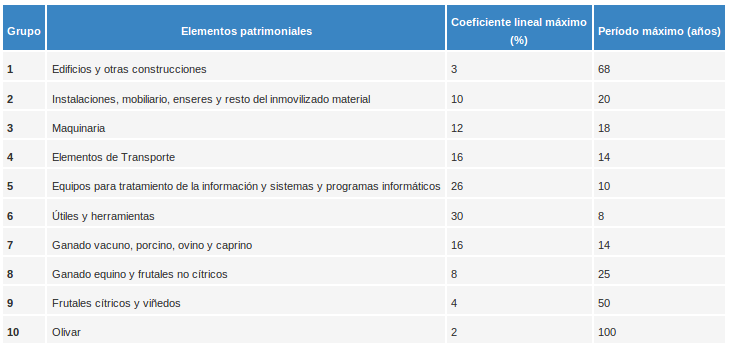 Grupo Elementos patrimoniales Coeficiente lineal máximo (%) Período máximo (años)
1 Edificios y otras construcciones 3 68
2 Instalaciones, mobiliario, enseres y resto del inmovilizado material 10 20
3 Maquinaria 12 18
4 Elementos de Transporte 16 14
5 Equipos para tratamiento de la información y sistemas y programas informáticos 26 10
6 Útiles y herramientas 30 8
7 Ganado vacuno, porcino, ovino y caprino 16 14
8 Ganado equino y frutales no cítricos 8 25
9 Frutales cítricos y viñedos 4 50
10 Olivar 2 100